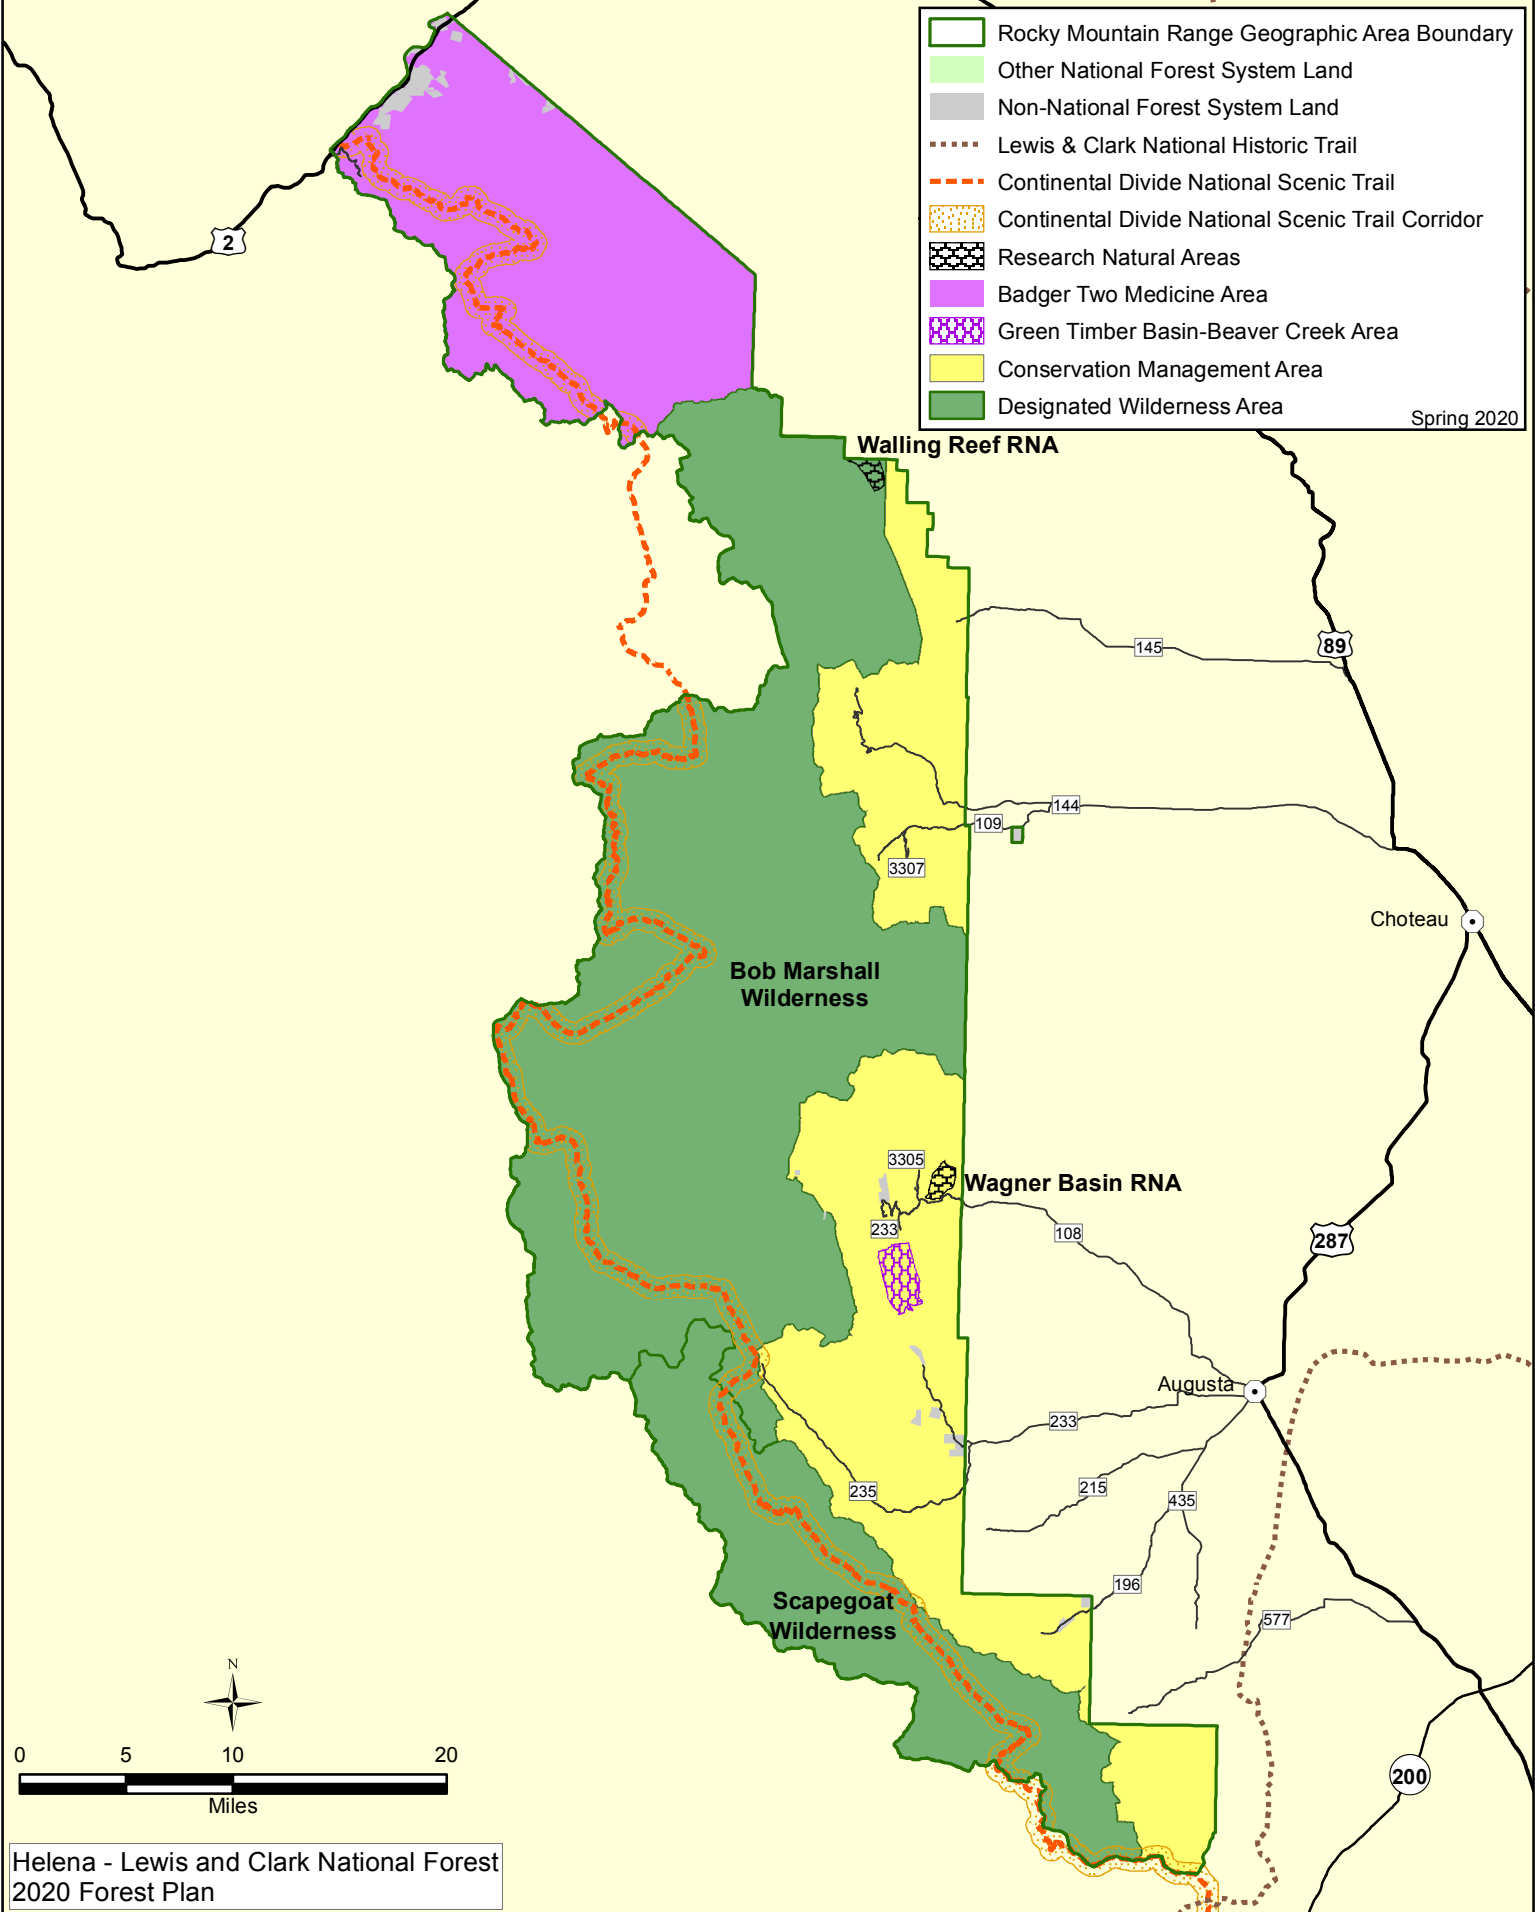 Rocky Mountain Range Geographic Area Boundary
Other National Forest System Land
Non-National Forest System Land
Lewis & Clark National Historic Trail
Continental Divide National Scenic Trail
Continental Divide National Scenic Trail Corridor
Research Natural Areas
Badger Two Medicine Area
Green Timber Basin-Beaver Creek Area
Conservation Management Area
Designated Wilderness Area
Spring 2020
2
Walling Reef RNA
145
89
144
109
3307
Choteau
Bob Marshall
Wilderness
3305
Wagner Basin RNA
233
108
287
Augusta
233
235
215
435
196
Scapegoat
Wilderness
577
200
N
0 5 10 20
Miles
Helena - Lewis and Clark National Forest
2020 Forest Plan